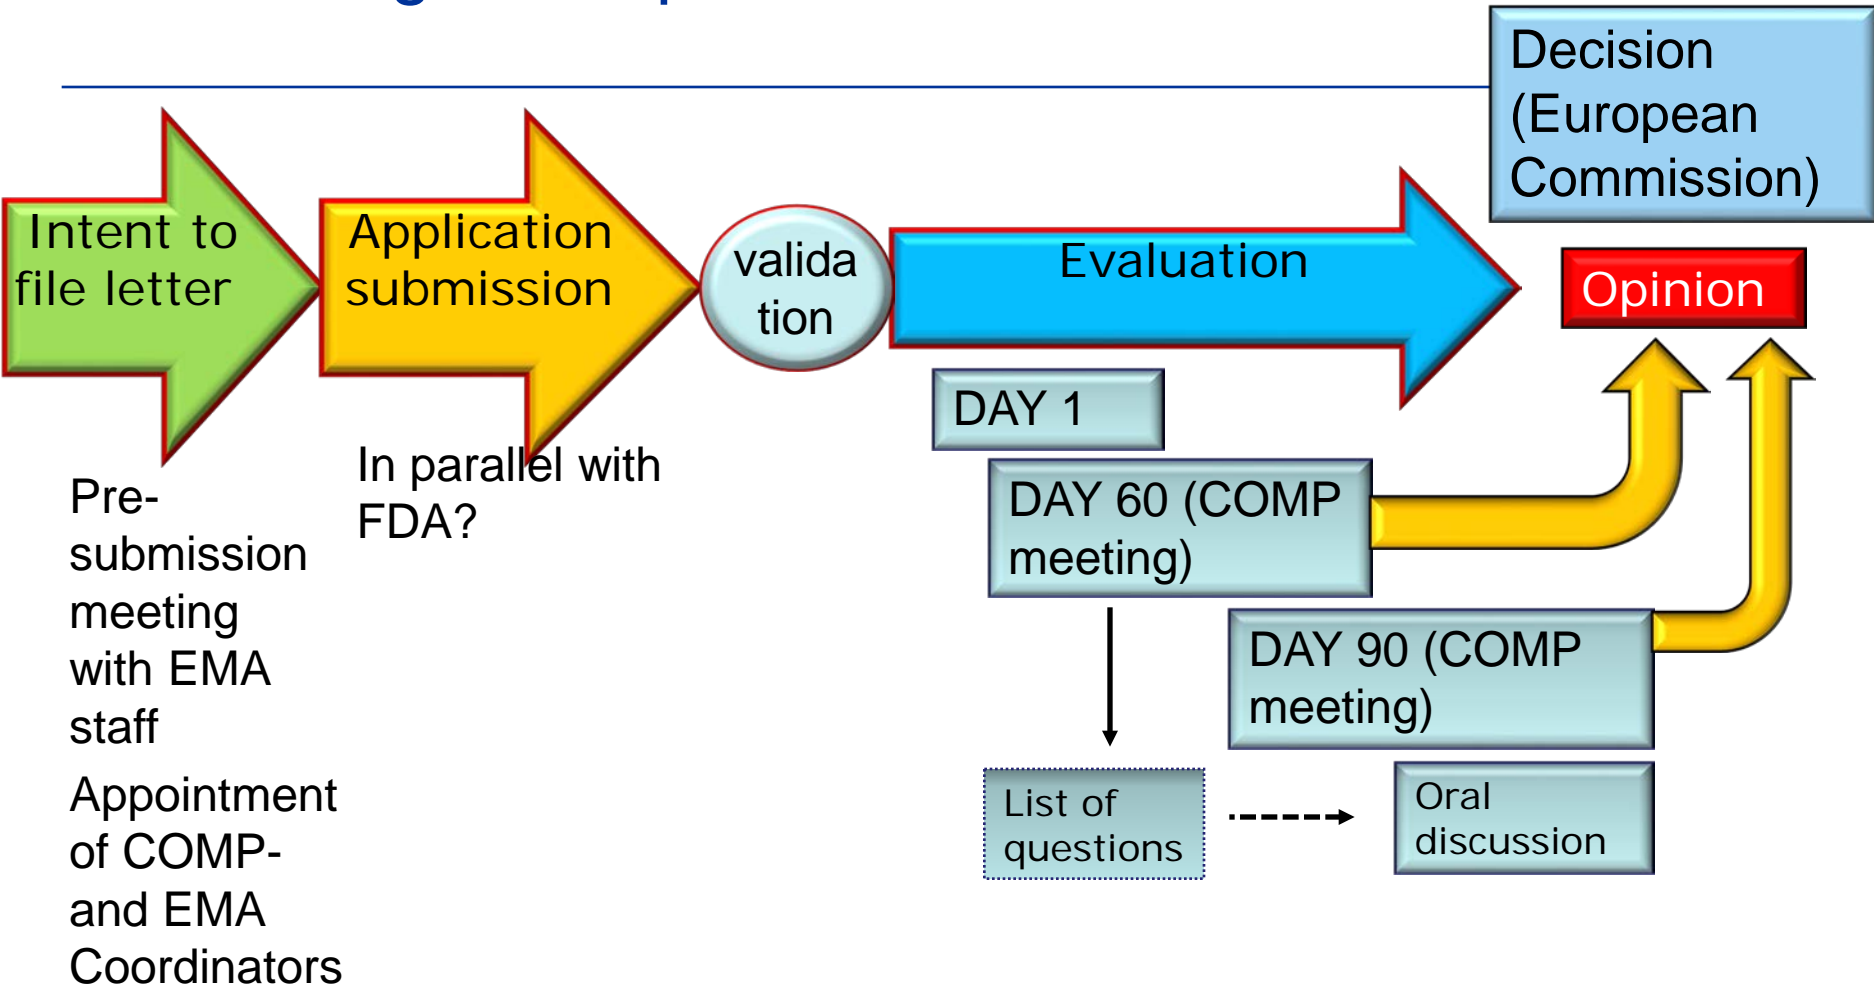 Decision
(European
Commission)
Intent to
file letter
Application
submission
valida
tion
Evaluation
Opinion
DAY 1
In parallel with
FDA?
Pre-
submission
meeting
with EMA
staff
Appointment
of COMP-
and EMA
Coordinators
DAY 60 (COMP
meeting)
DAY 90 (COMP
meeting)
List of
questions
Oral
discussion